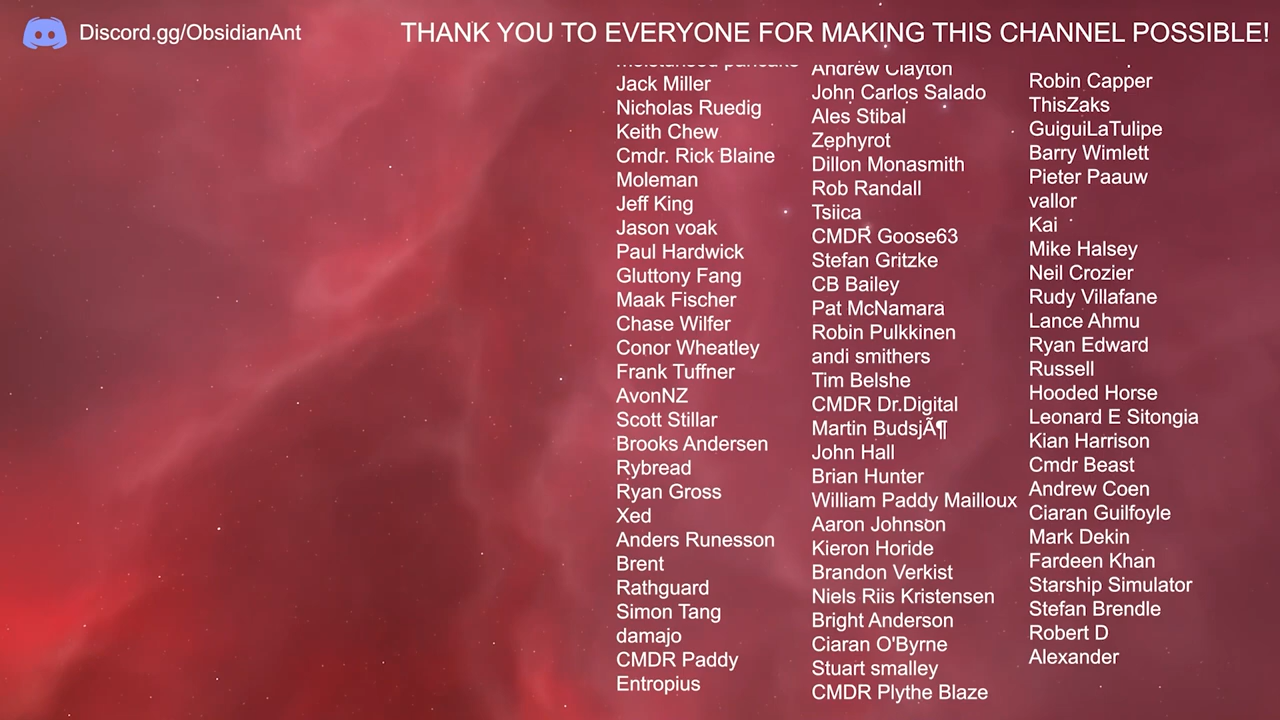 Discord.gg/ObsidianAnt
THANK YOU TO EVERYONE FOR MAKING THIS CHANNEL POSSIBLE!
Jack Miller
Nicholas Ruedig
Keith Chew
Cmdr. Rick Blaine
Moleman
Jeff King
Jason voak
Paul Hardwick
Gluttony Fang
Maak Fischer
Chase Wilfer
Conor Wheatley
Frank Tuffner
AvonNZ
Scott Stillar
Brooks Andersen
Rybread
Ryan Gross
Xed
Anders Runesson
Brent
Rathguard
Simon Tang
damajo
CMDR Paddy
Entropius
Andrew Clayton
John Carlos Salado
Ales Stibal
Zephyrot
Dillon Monasmith
Rob Randall
Tsiica
CMDR Goose63
Stefan Gritzke
CB Bailey
Pat McNamara
Robin Pulkkinen
andi smithers
Tim Belshe
CMDR Dr.Digital
Martin BudsjÃ¶
John Hall
Brian Hunter
William Paddy Mailloux
Aaron Johnson
Kieron Horide
Brandon Verkist
Niels Riis Kristensen
Bright Anderson
Ciaran O'Byrne
Stuart smalley
CMDR Plythe Blaze
Robin Capper
ThisZaks
GuiguiLaTulipe
Barry Wimlett
Pieter Paauw
vallor
Kai
Mike Halsey
Neil Crozier
Rudy Villafane
Lance Ahmu
Ryan Edward
Russell
Hooded Horse
Leonard E Sitongia
Kian Harrison
Cmdr Beast
Andrew Coen
Ciaran Guilfoyle
Mark Dekin
Fardeen Khan
Starship Simulator
Stefan Brendle
Robert D
Alexander